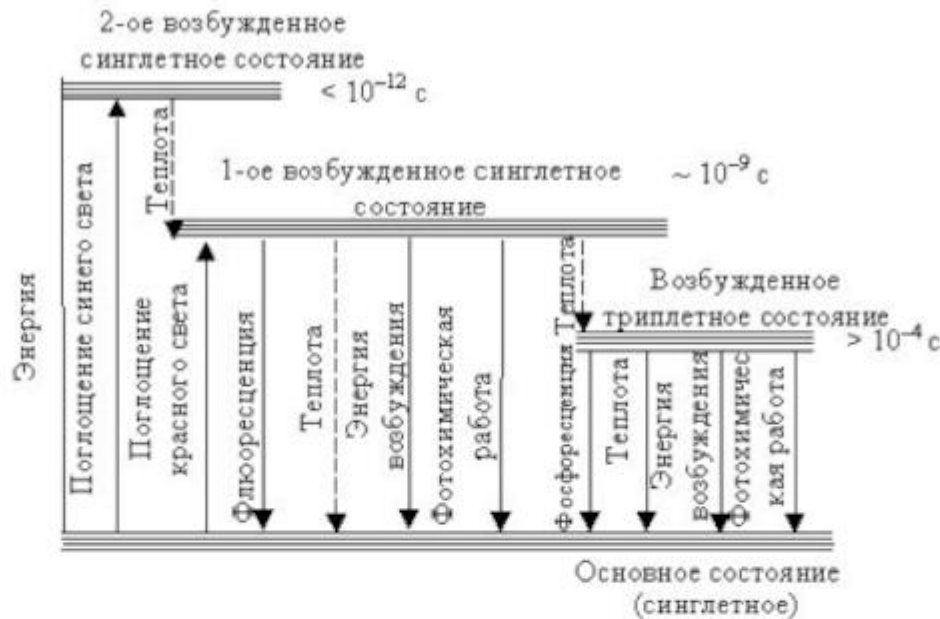 2-ое возбужденное
синглетное состояние
< 10⁻¹² с
Энергия
Поглощение синего света
Теплота
1-ое возбужденное синглетное
состояние
~ 10⁻⁹ с
Поглощение
красного света
Флюоресценция
Теплота
Энергия
возбуждения
Фотохимическая
работа
Теплота
Возбужденное
триплетное состояние
> 10⁻⁴ с
Фосфоресценция
Теплота
Энергия
возбуждения
Фотохимичес
кая работа
Основное состояние
(синглетное)